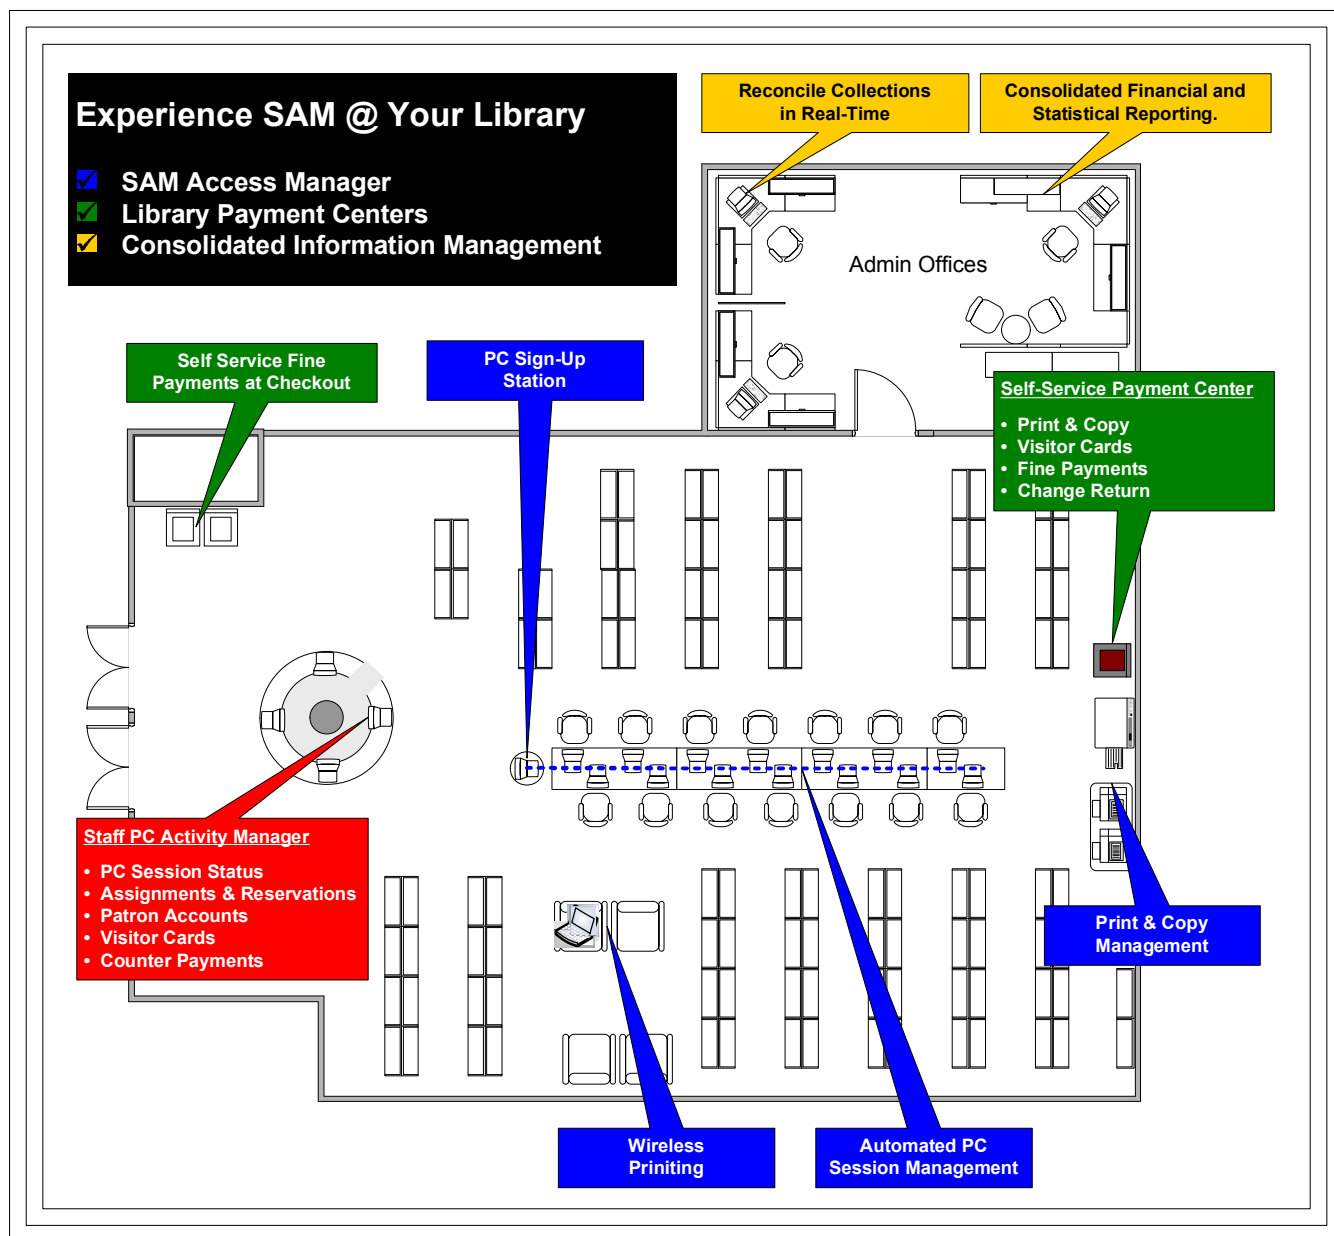 Experience SAM @ Your Library
SAM Access Manager
Library Payment Centers
Consolidated Information Management
Reconcile Collections
in Real-Time
Consolidated Financial and
Statistical Reporting.
Admin Offices
Self Service Fine
Payments at Checkout
PC Sign-Up
Station
Self-Service Payment Center
• Print & Copy
• Visitor Cards
• Fine Payments
• Change Return
Staff PC Activity Manager
• PC Session Status
• Assignments & Reservations
• Patron Accounts
• Visitor Cards
• Counter Payments
Print & Copy
Management
Wireless
Priniting
Automated PC
Session Management